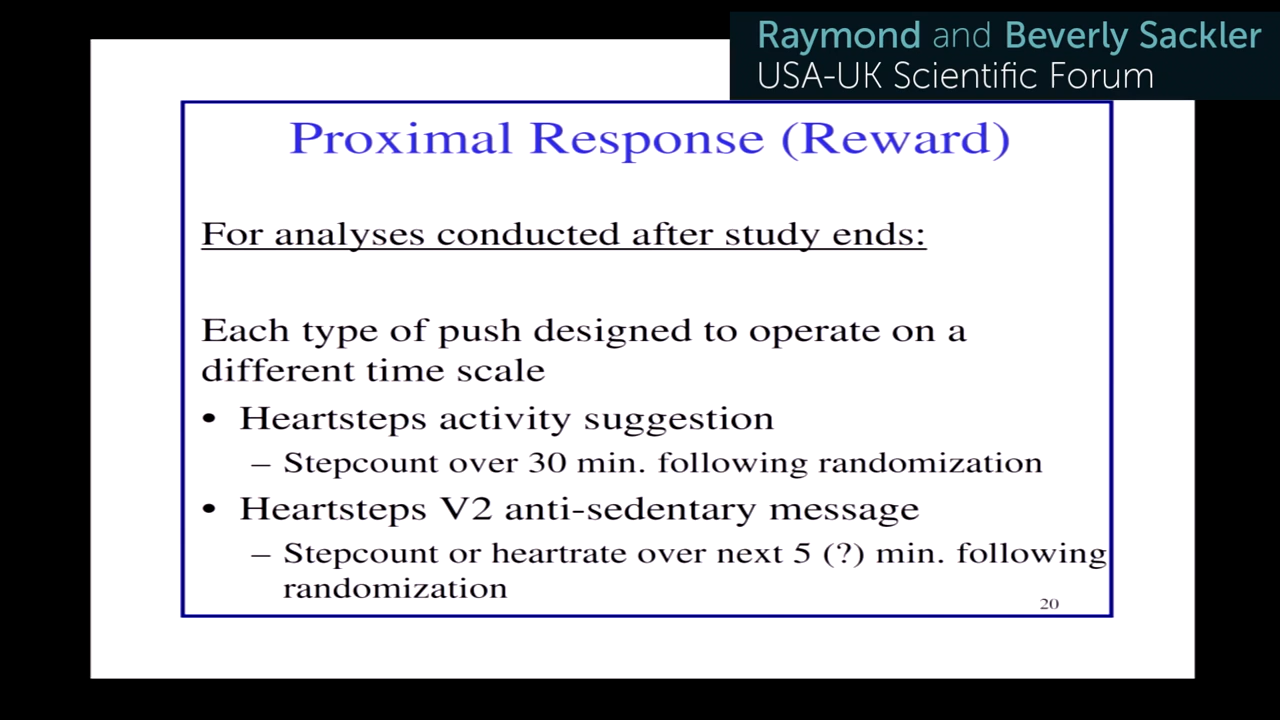 Raymond and Beverly Sackler
USA-UK Scientific Forum
Proximal Response (Reward)
For analyses conducted after study ends:
Each type of push designed to operate on a
different time scale
• Heartsteps activity suggestion
– Stepcount over 30 min. following randomization
• Heartsteps V2 anti-sedentary message
– Stepcount or heartrate over next 5 (?) min. following
randomization
20